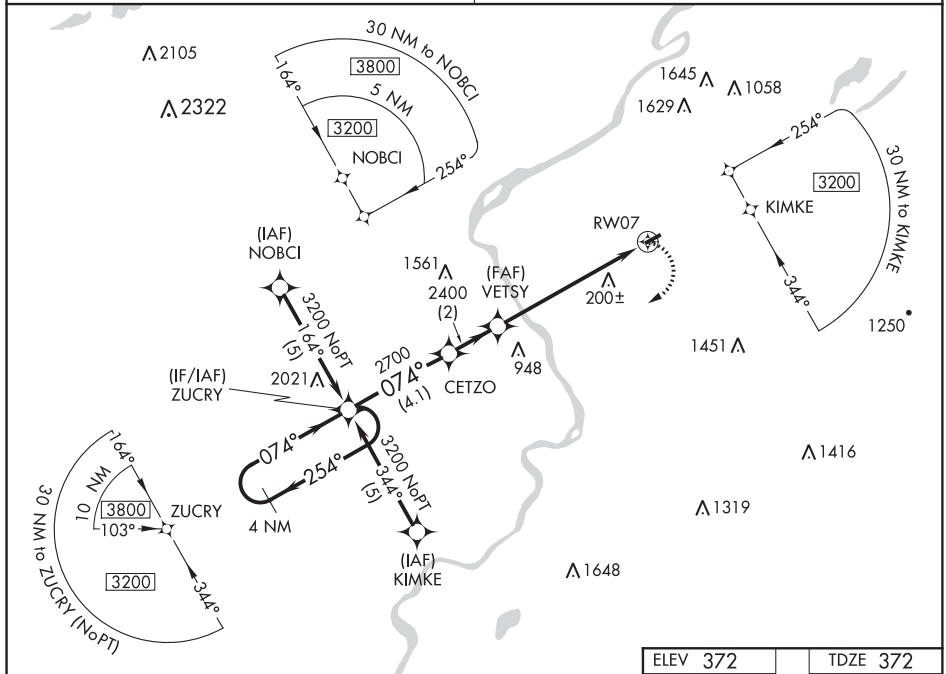 2105
2322
164°
30 NM to NOBCI
3800
5 NM
3200
NOBCI
254°
1645
1058
1629
254°
3200
30 NM to KIMKE
KIMKE
344°
1250
RW07
(IAF)
NOBCI
3200 NoPT
164°
(5)
1561
2400
(2)
(FAF)
VETSY
200±
948
1451
2700
074°
(4.1)
CETZO
(IF/IAF)
ZUCRY
2021
074°
254°
4 NM
3200 NoPT
344°
(5)
(IAF)
KIMKE
164°
10 NM
3800
103°
ZUCRY
3200
344°
30 NM to ZUCRY (NoPT)
1416
1319
1648
ELEV 372
TDZE 372